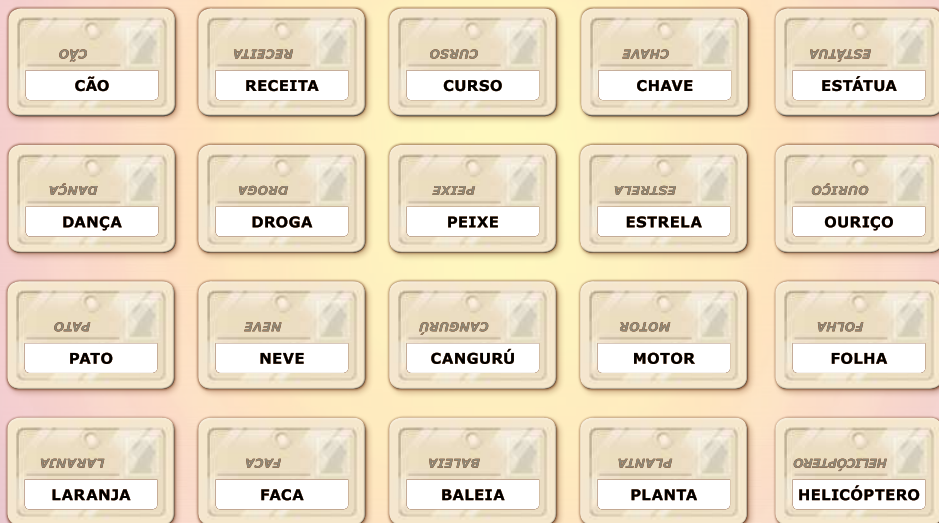 CÃO RECEITA CURSO CHAVE ESTÁTUA
CÃO RECEITA CURSO CHAVE ESTÁTUA
DANÇA DROGA PEIXE ESTRELA OURIÇO
DANÇA DROGA PEIXE ESTRELA OURIÇO
PATO NEVE CANGURÚ MOTOR FOLHA
PATO NEVE CANGURÚ MOTOR FOLHA
LARANJA FACA BALEIA PLANTA HELICÓPTERO
LARANJA FACA BALEIA PLANTA HELICÓPTERO